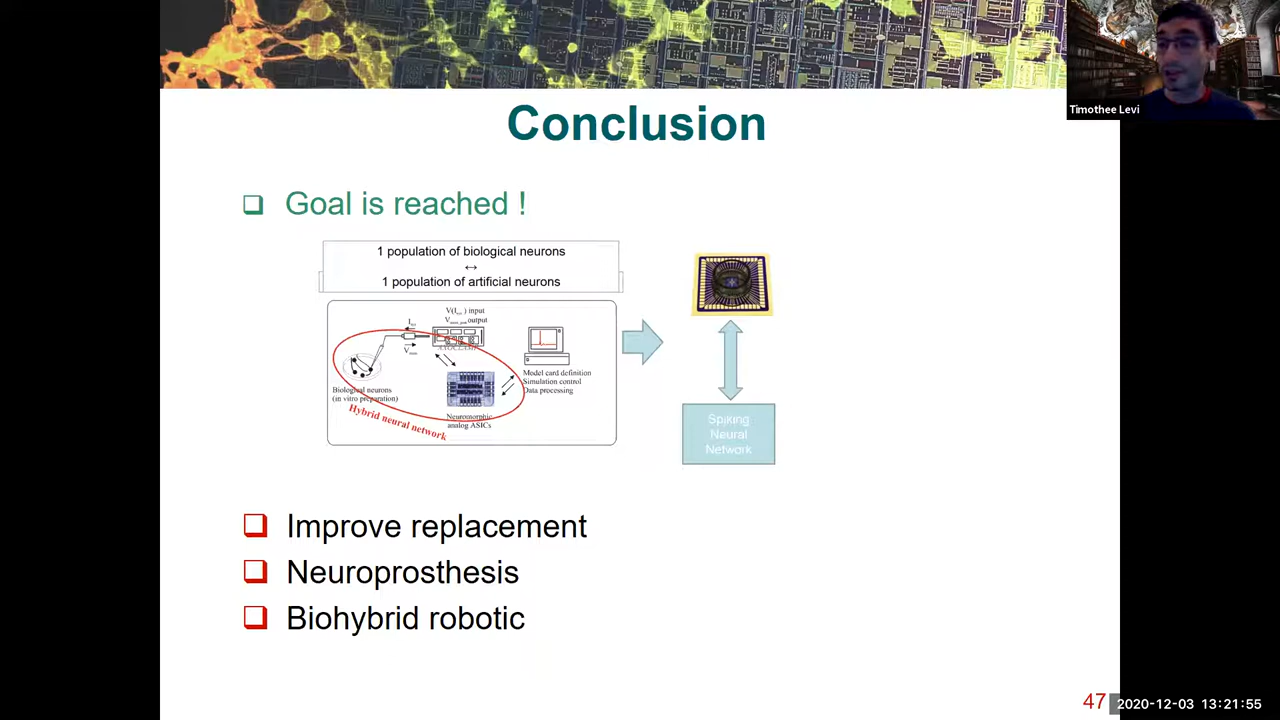 Timothee Levi
Conclusion
Goal is reached !
1 population of biological neurons
↔
1 population of artificial neurons
input
output
Biological neurons
(in vitro preparation)
Hybrid neural network
Neuromorphic
analog ASICs
Model card definition
Simulation control
Data processing
Spiking
Neural
Network
Improve replacement
Neuroprosthesis
Biohybrid robotic
47
2020-12-03 13:21:55